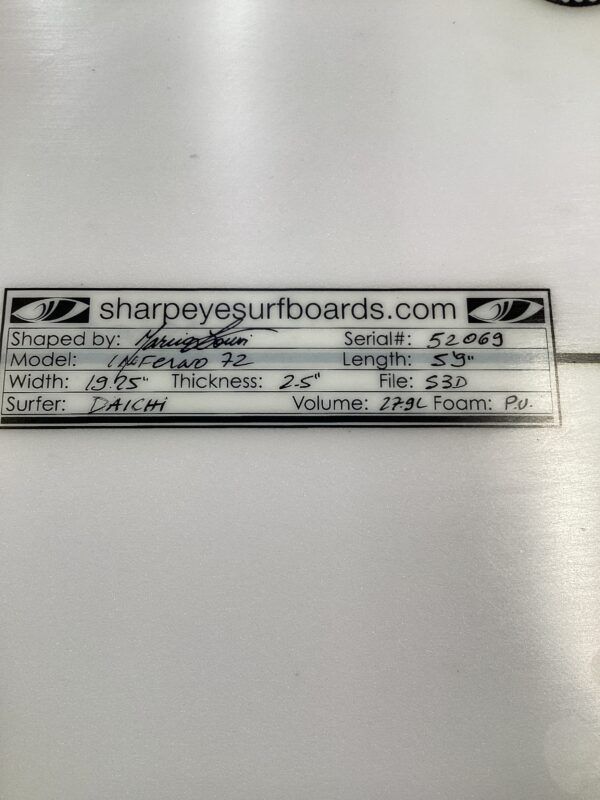 sharpeyesurfboards.com
Shaped by: Serial#: 52069
Model: INFERNO 72 Length: 5'9"
Width: 19.75" Thickness: 2.5" File: S3D
Surfer: DAICHI Volume: 27.9L Foam: P.U.